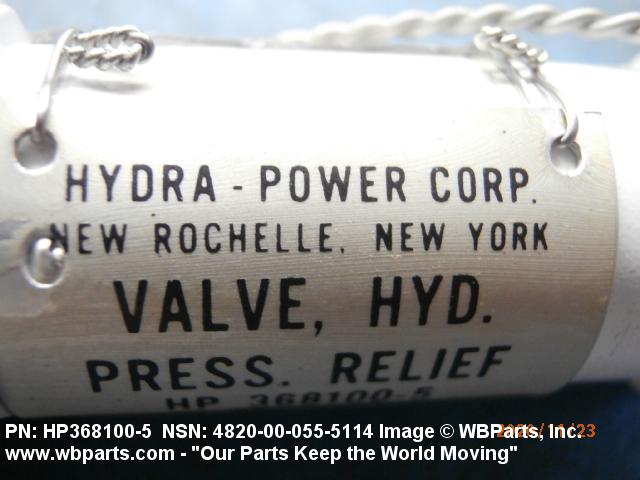 HYDRA - POWER CORP.
NEW ROCHELLE, NEW YORK
VALVE, HYD.
PRESS. RELIEF
HP 368100-5
PN: HP368100-5 NSN: 4820-00-055-5114 Image © WBParts, Inc.
www.wbparts.com - "Our Parts Keep the World Moving"